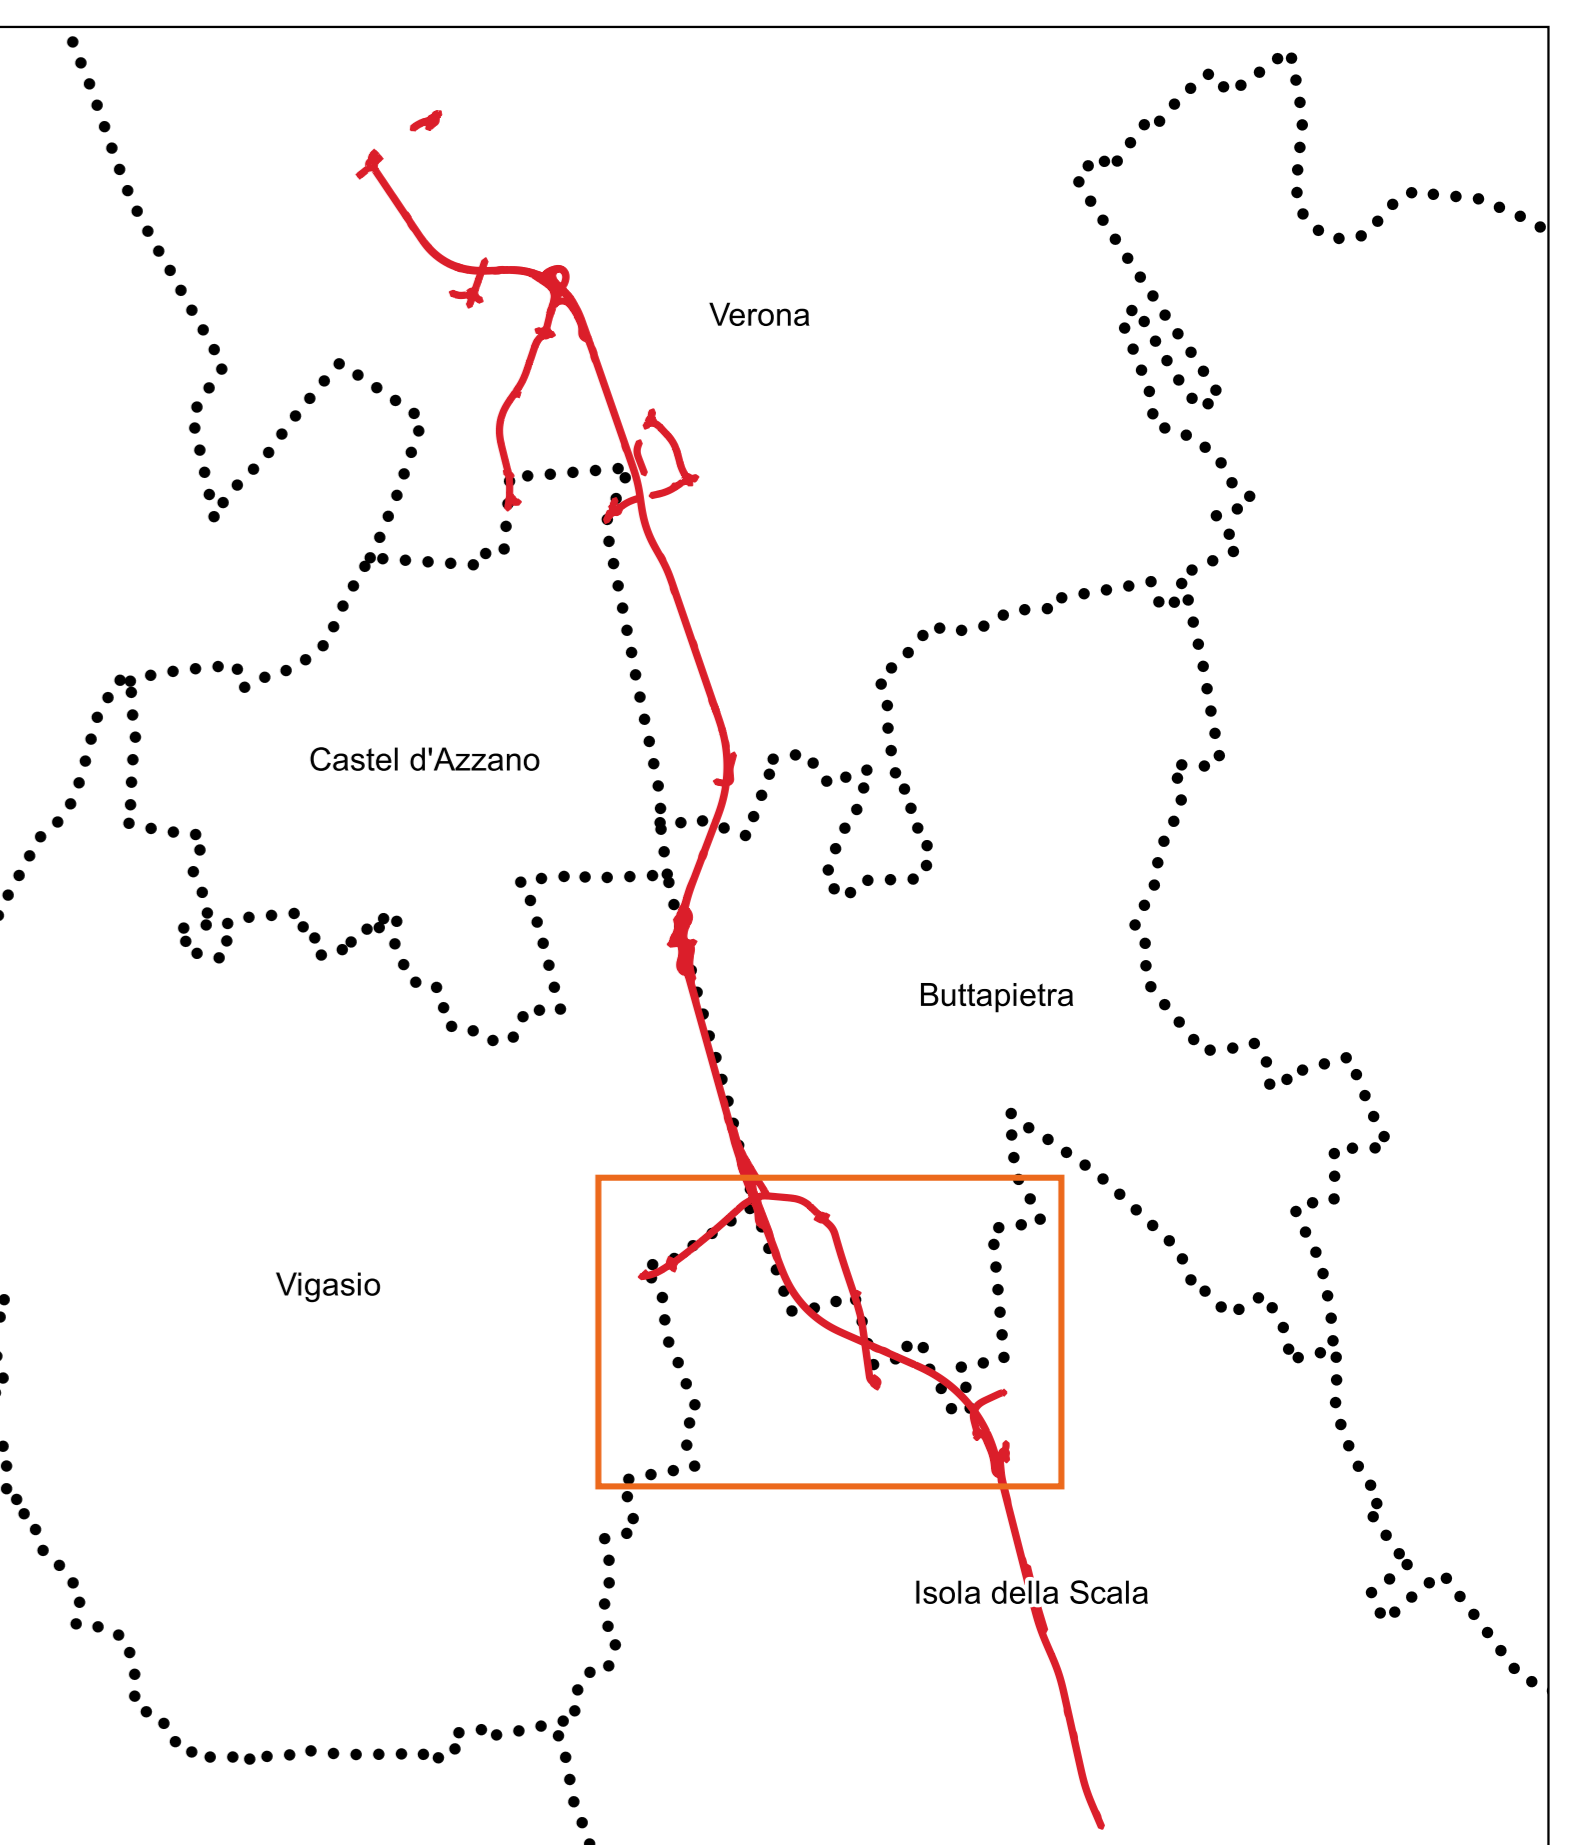 Verona
Castel d'Azzano
Buttapietra
Vigasio
Isola della Scala